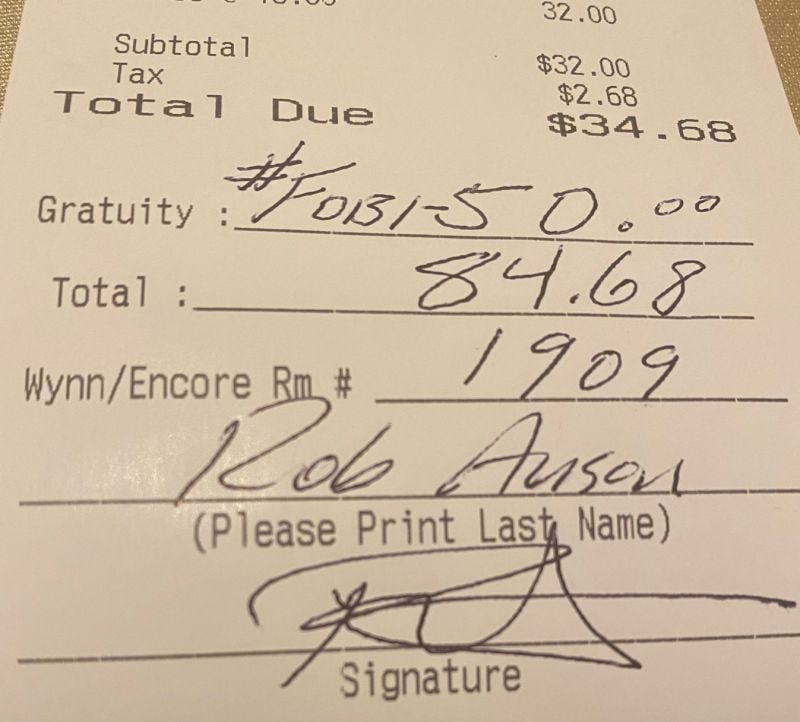 32.00
Subtotal $32.00
Tax $2.68
Total Due $34.68
Gratuity : #FOBI-50.00
Total : 84.68
Wynn/Encore Rm # 1909
Rob Anson
(Please Print Last Name)
Signature